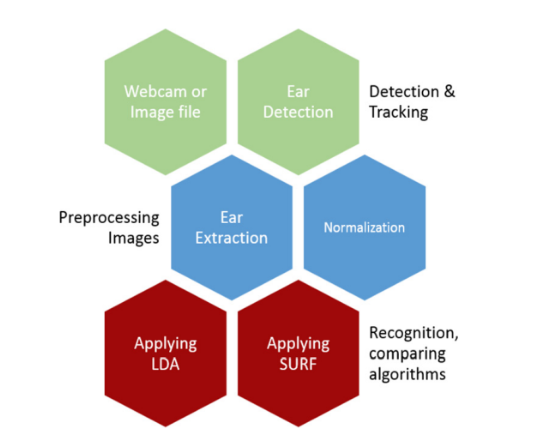 Webcam or
Image file
Ear
Detection
Detection &
Tracking
Preprocessing
Images
Ear
Extraction
Normalization
Applying
LDA
Applying
SURF
Recognition,
comparing
algorithms